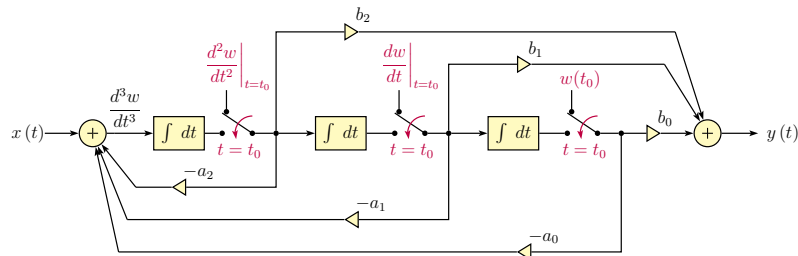 b₂
d²w/dt²|ₜ₌ₜ₀
dw/dt|ₜ₌ₜ₀
b₁
w(t₀)
d³w/dt³
b₀
x (t)
+
∫ dt
t = t₀
∫ dt
t = t₀
∫ dt
t = t₀
+
y (t)
−a₂
−a₁
−a₀